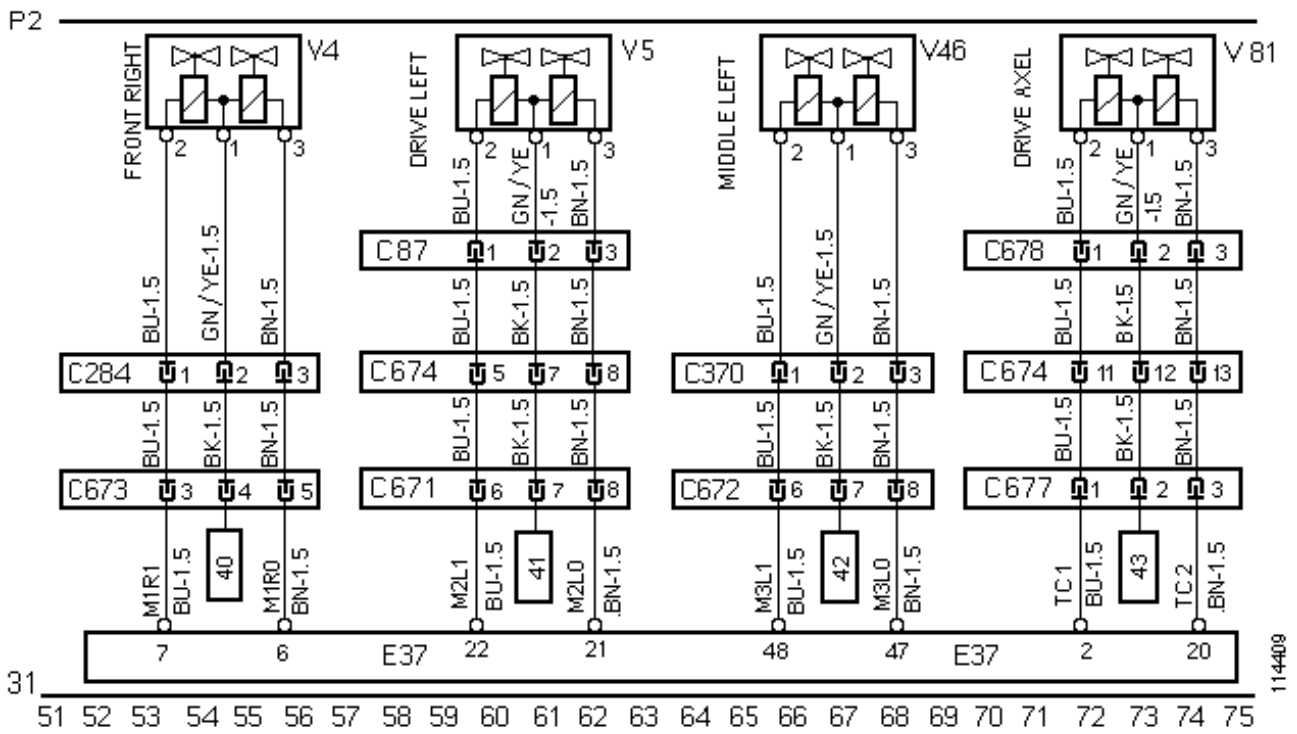 P2
FRONT RIGHT
V4
2 1 3
DRIVE LEFT
V5
2 1 3
MIDDLE LEFT
V46
2 1 3
DRIVE AXEL
V 81
2 1 3
BU-1.5
GN/YE
-1.5
BN-1.5
BU-1.5
GN/YE
-1.5
BN-1.5
C87 1 2 3
C678 1 2 3
BU-1.5
GN/YE-1.5
BN-1.5
BU-1.5
BK-1.5
BN-1.5
BU-1.5
GN/YE-1.5
BN-1.5
BU-1.5
BK-1.5
BN-1.5
C284 1 2 3
C674 5 7 8
C370 1 2 3
C674 11 12 13
BU-1.5
BK-1.5
BN-1.5
BU-1.5
BK-1.5
BN-1.5
BU-1.5
BK-1.5
BN-1.5
BU-1.5
BK-1.5
BN-1.5
C673 3 4 5
C671 6 7 8
C672 6 7 8
C677 1 2 3
M1R1
BU-1.5
40
M1R0
BN-1.5
M2L1
BU-1.5
41
M2L0
.BN-1.5
M3L1
BU-1.5
42
M3L0
BN-1.5
TC1
BU-1.5
43
TC2
.BN-1.5
7 6 E37 22 21 48 47 E37 2 20
114409
31
51 52 53 54 55 56 57 58 59 60 61 62 63 64 65 66 67 68 69 70 71 72 73 74 75